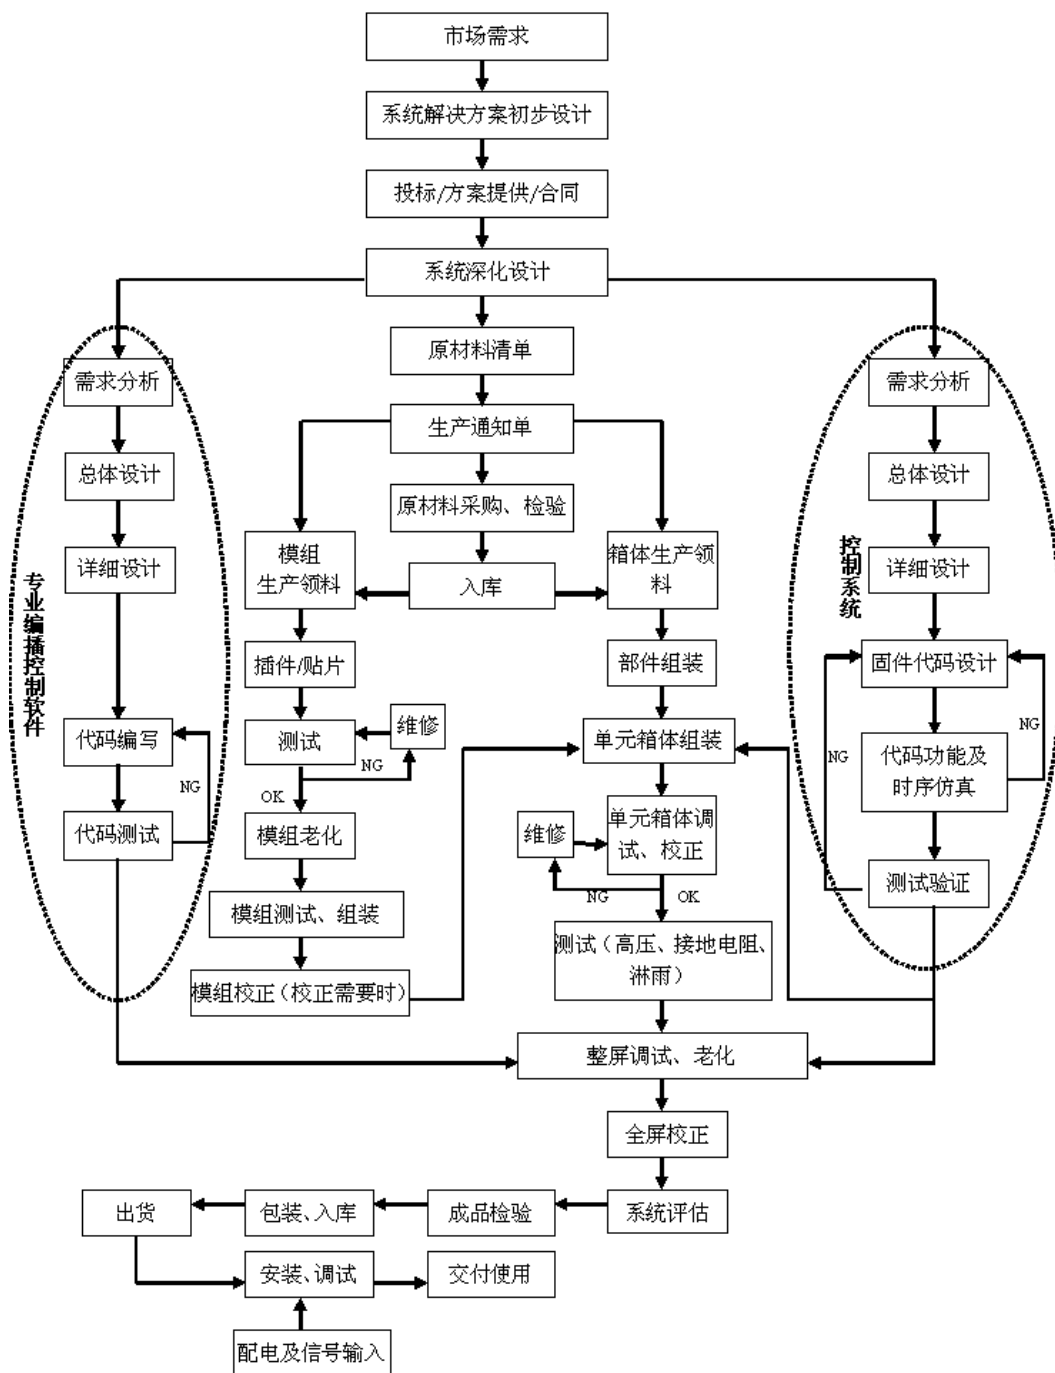 市场需求
系统解决方案初步设计
投标/方案提供/合同
系统深化设计
原材料清单
生产通知单
原材料采购、检验
入库
专业编播控制软件
需求分析
总体设计
详细设计
代码编写
NG
代码测试
模组
生产领料
插件/贴片
测试
维修
NG
OK
模组老化
模组测试、组装
模组校正（校正需要时）
箱体生产领
料
部件组装
单元箱体组装
单元箱体调
试、校正
维修
NG
OK
测试（高压、接地电阻、
淋雨）
控制系统
需求分析
总体设计
详细设计
固件代码设计
NG
NG
代码功能及
时序仿真
测试验证
整屏调试、老化
全屏校正
系统评估
成品检验
包装、入库
出货
安装、调试
交付使用
配电及信号输入